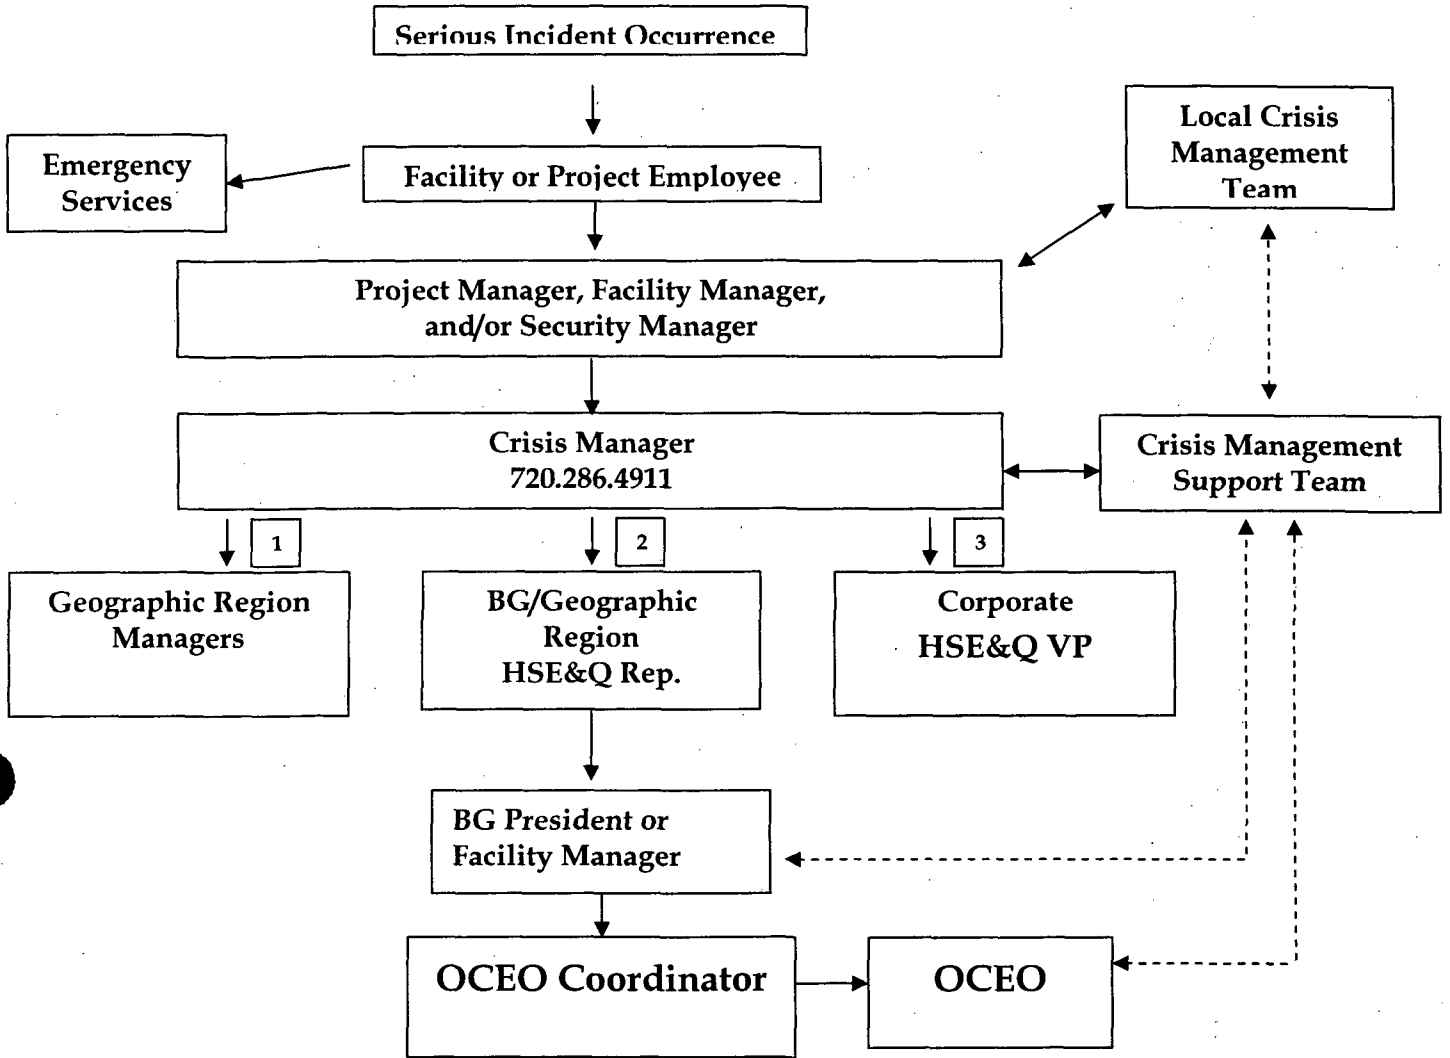 Serious Incident Occurrence
Local Crisis
Management
Team
Emergency
Services
Facility or Project Employee
Project Manager, Facility Manager,
and/or Security Manager
Crisis Manager
720.286.4911
Crisis Management
Support Team
1
2
3
Geographic Region
Managers
BG/Geographic
Region
HSE&Q Rep.
Corporate
HSE&Q VP
BG President or
Facility Manager
OCEO Coordinator
OCEO